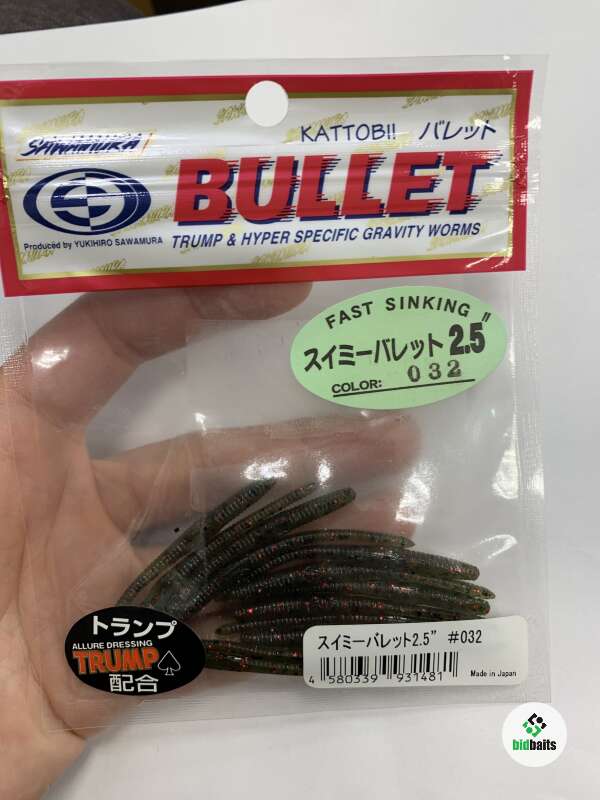 SAWAMURA!
KATTOBI!! バレット
BULLET
Produced by YUKIHIRO SAWAMURA
TRUMP & HYPER SPECIFIC GRAVITY WORMS
FAST SINKING
スイミーバレット2.5"
COLOR: 032
トランプ
ALLURE DRESSING
TRUMP
配合
スイミーバレット2.5” #032
4 580339 931481
Made in Japan
bidbaits